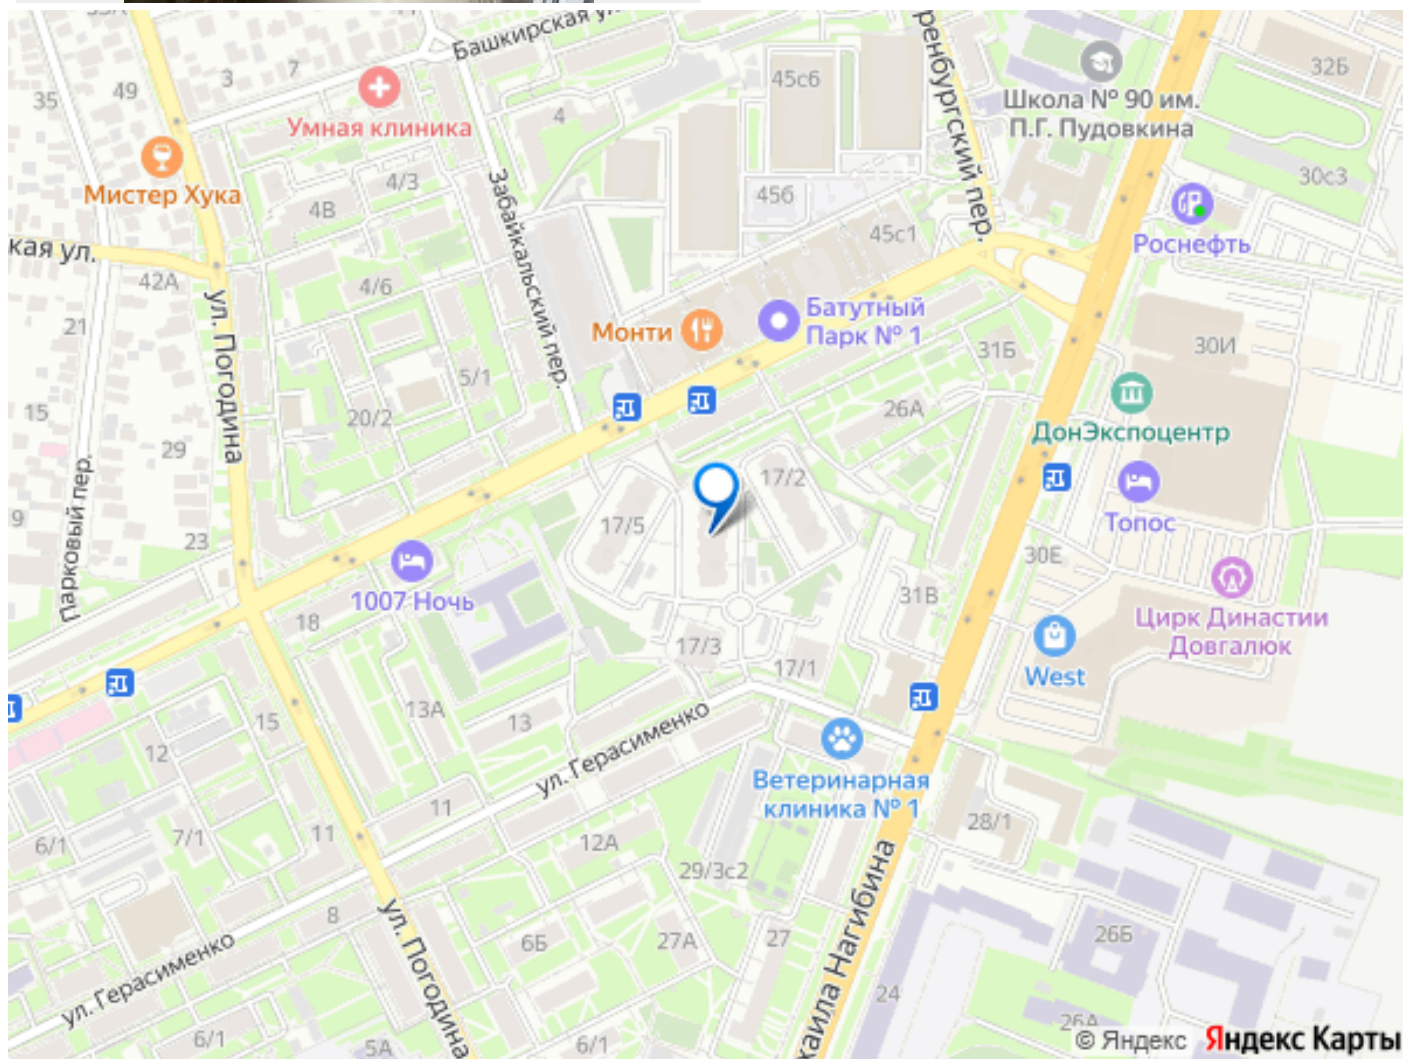 Башкирская у
3
7
49
35
Умная клиника
Мистер Хука
4
45с6
Оренбургский пер.
Школа № 90 им.
П.Г. Пудовкина
32Б
30с3
Роснефть
4/3
4В
Забайкальский пер.
456
45с1
кая ул.
42А
4/6
21
ул. Погодина
Монти
Батутный
Парк № 1
31Б
30И
5/1
15
20/2
26А
ДонЭкспоцентр
29
Парковый пер.
17/2
Топос
9
23
17/5
30Е
1007 Ночь
31В
Цирк Династии
Довгалюк
18
17/3
17/1
West
13А
13
15
12
ул. Герасименко
Ветеринарная
клиника № 1
6/1
7/1
11
11
12А
28/1
29/3с2
8
ул. Погодина
6Б
27А
27
хаила Нагибина
26Б
ул. Герасименко
24
6/1
5А
6/1
26А
© Яндекс Яндекс Карты